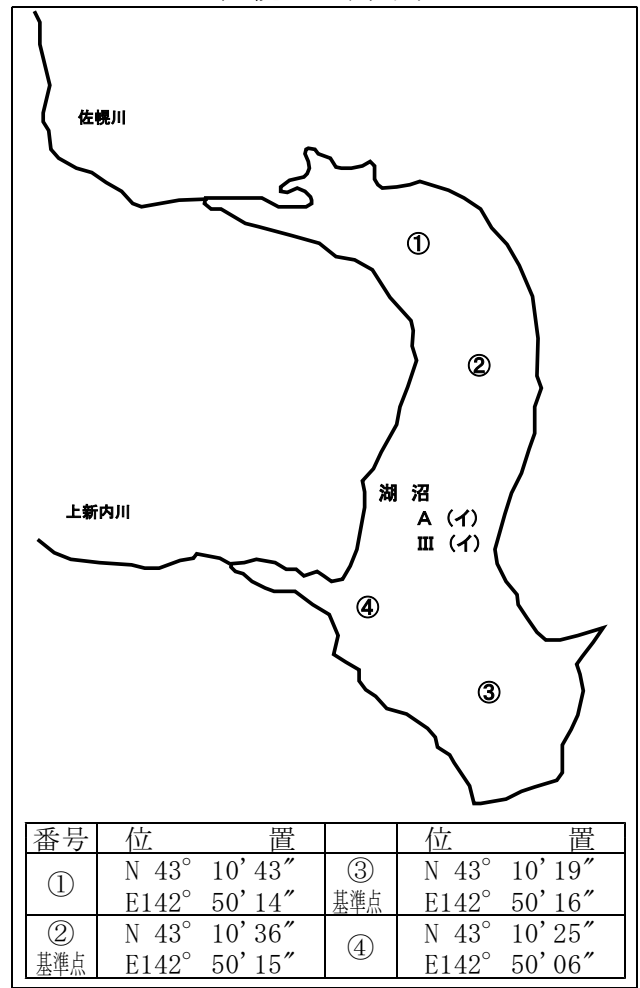 佐幌川
①
②
湖 沼
A (イ)
III (イ)
上新内川
④
③
番号 位 置 位 置
① N 43° 10′43″ E142° 50′14″ ③ 基準点 N 43° 10′19″ E142° 50′16″
② 基準点 N 43° 10′36″ E142° 50′15″ ④ N 43° 10′25″ E142° 50′06″